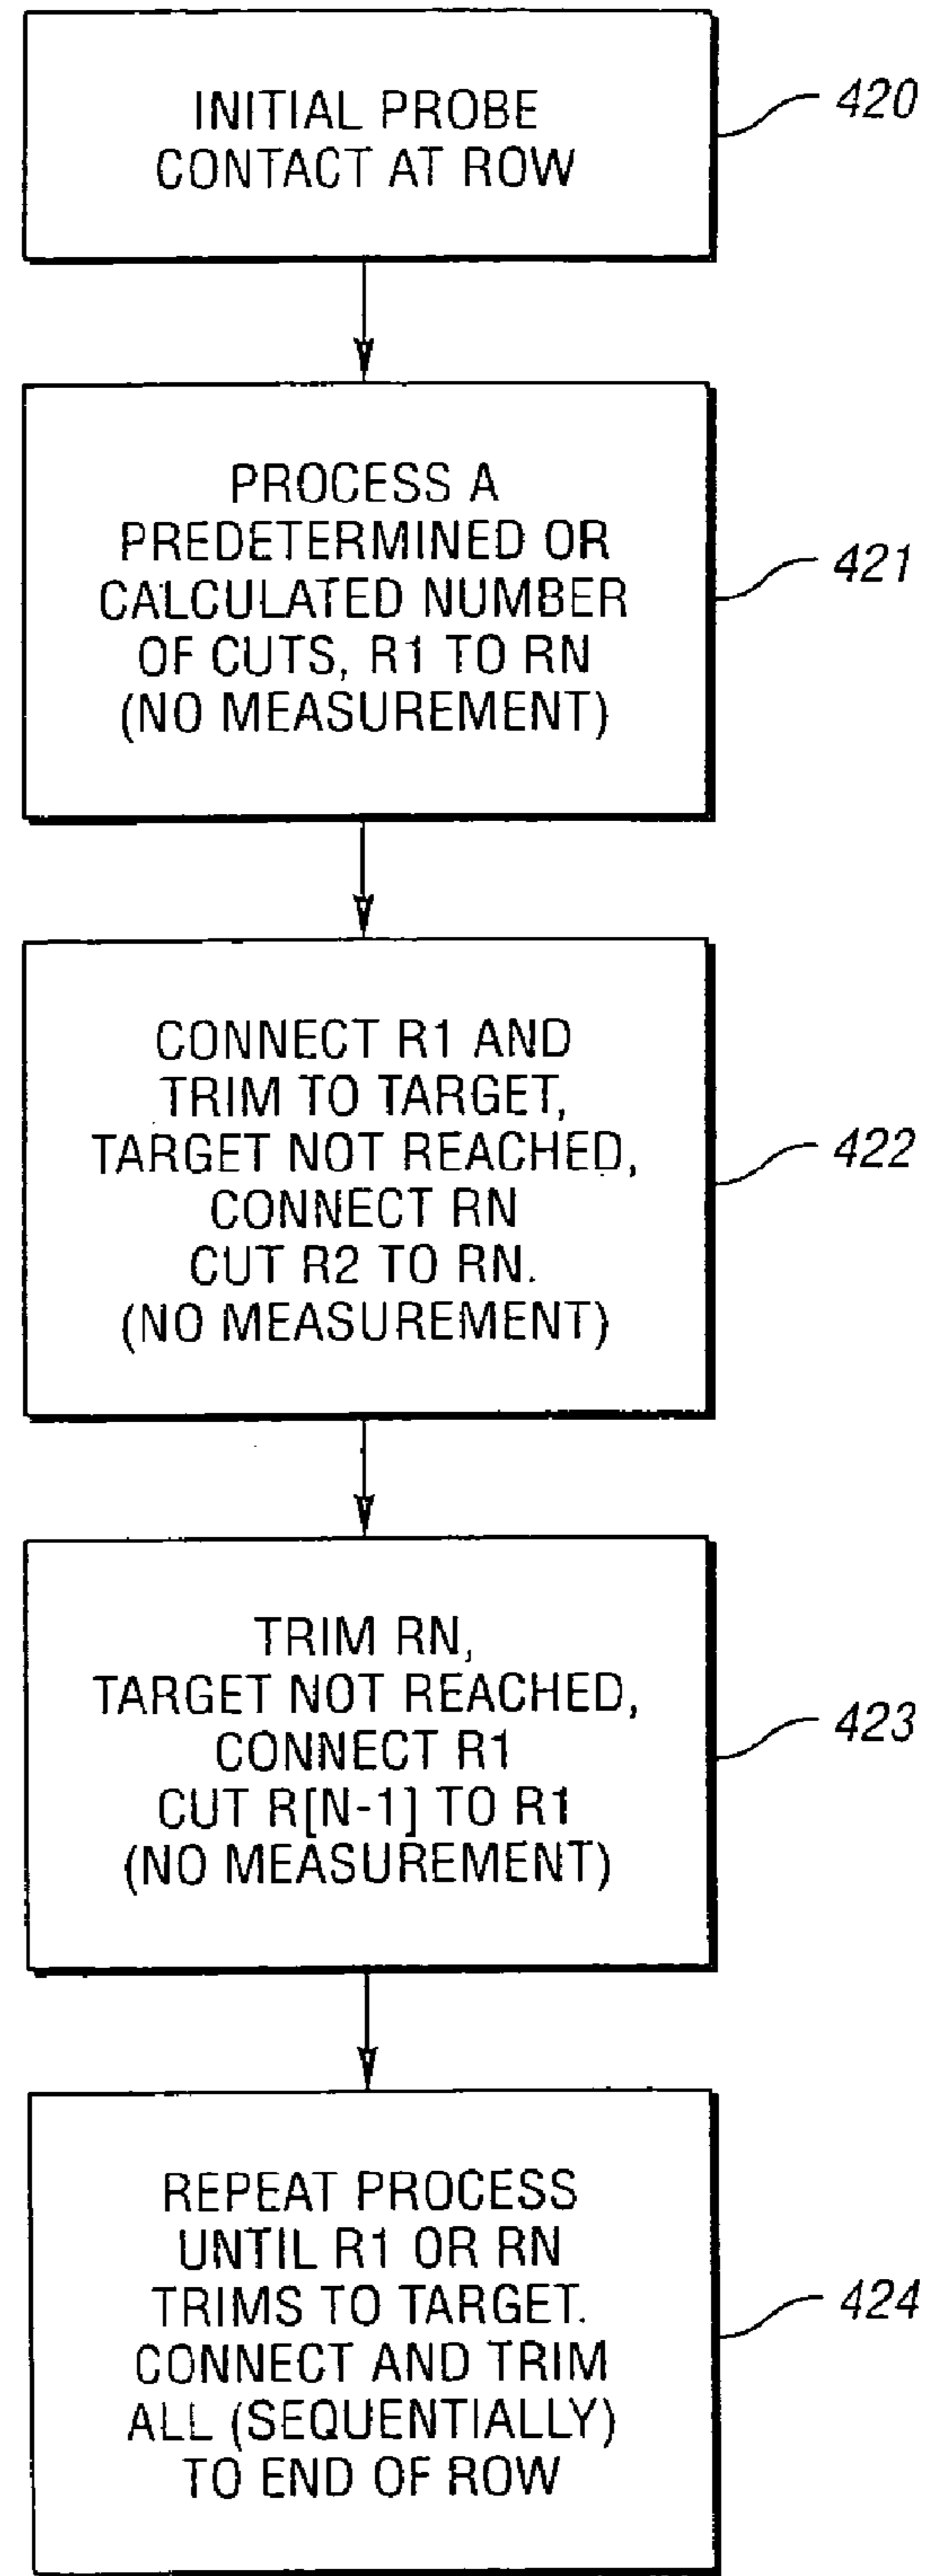 INITIAL PROBE
CONTACT AT ROW
420
PROCESS A
PREDETERMINED OR
CALCULATED NUMBER
OF CUTS, R1 TO RN
(NO MEASUREMENT)
421
CONNECT R1 AND
TRIM TO TARGET,
TARGET NOT REACHED,
CONNECT RN
CUT R2 TO RN.
(NO MEASUREMENT)
422
TRIM RN,
TARGET NOT REACHED,
CONNECT R1
CUT R[N-1] TO R1
(NO MEASUREMENT)
423
REPEAT PROCESS
UNTIL R1 OR RN
TRIMS TO TARGET.
CONNECT AND TRIM
ALL (SEQUENTIALLY)
TO END OF ROW
424